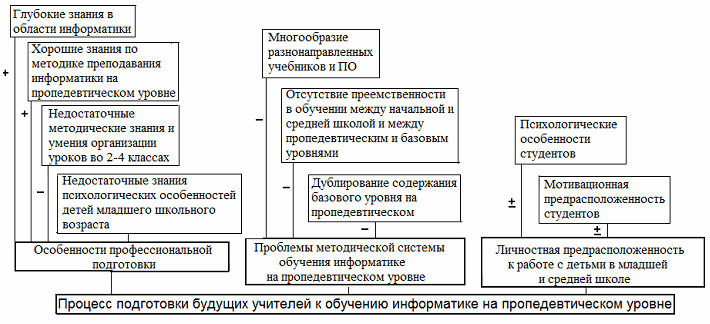 Глубокие знания в
области информатики
+
Хорошие знания по
методике преподавания
информатики на
пропедевтическом уровне
+
Недостаточные
методические знания и
умения организации
уроков во 2-4 классах
–
Недостаточные знания
психологических особенностей
детей младшего школьного
возраста
–
Особенности профессиональной
подготовки
Многообразие
разнонаправленных
учебников и ПО
–
Отсутствие преемственности
в обучении между начальной и
средней школой и между
пропедевтическим и базовым
уровнями
–
Дублирование содержания
базового уровня на
пропедевтическом
–
Проблемы методической системы
обучения информатике
на пропедевтическом уровне
Психологические
особенности
студентов
±
Мотивационная
предрасположенность
студентов
±
Личностная предрасположенность
к работе с детьми в младшей
и средней школе
Процесс подготовки будущих учителей к обучению информатике на пропедевтическом уровне